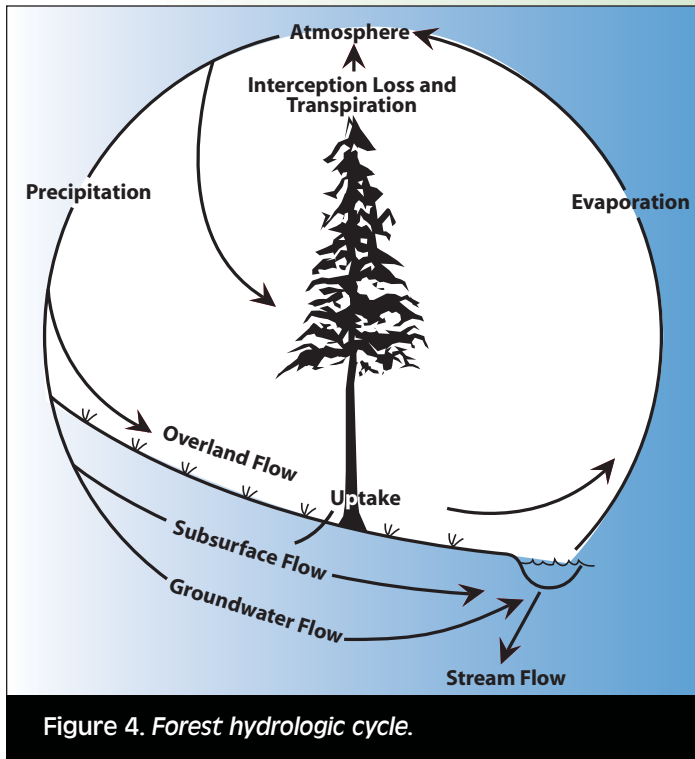 Atmosphere
Interception Loss and
Transpiration
Precipitation
Evaporation
Overland Flow
Uptake
Subsurface Flow
Groundwater Flow
Stream Flow
Figure 4. Forest hydrologic cycle.